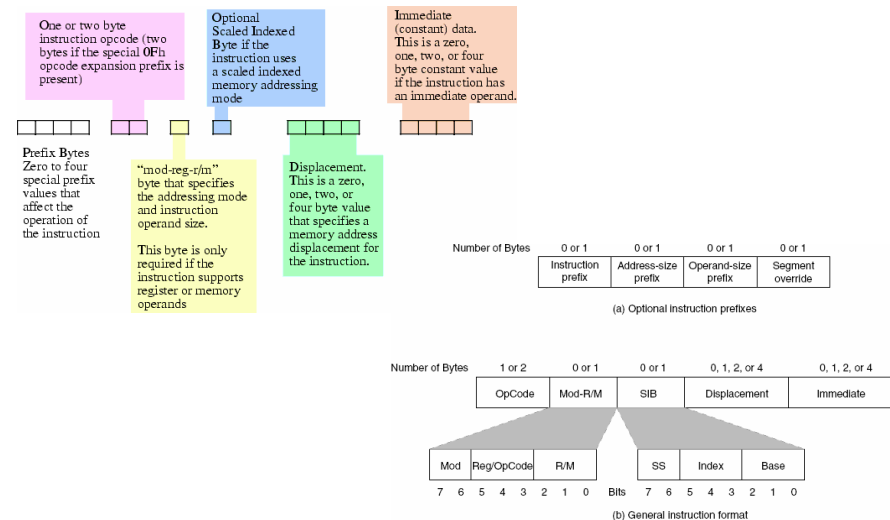 One or two byte
instruction opcode (two
bytes if the special 0Fh
opcode expansion prefix is
present)
Optional
Scaled Indexed
Byte if the
instruction uses
a scaled indexed
memory addressing
mode
Immediate
(constant) data.
This is a zero,
one, two, or four
byte constant value
if the instruction has
an immediate operand.
Prefix Bytes
Zero to four
special prefix
values that
affect the
operation of
the instruction
“mod-reg-r/m”
byte that specifies
the addressing mode
and instruction
operand size.
This byte is only
required if the
instruction supports
register or memory
operands
Displacement.
This is a zero,
one, two, or
four byte value
that specifies a
memory address
displacement for
the instruction.
Number of Bytes 0 or 1 0 or 1 0 or 1 0 or 1
Instruction prefix Address-size prefix Operand-size prefix Segment override
(a) Optional instruction prefixes
Number of Bytes 1 or 2 0 or 1 0 or 1 0, 1, 2, or 4 0, 1, 2, or 4
OpCode Mod-R/M SIB Displacement Immediate
Mod Reg/OpCode R/M SS Index Base
7 6 5 4 3 2 1 0 Bits 7 6 5 4 3 2 1 0
(b) General instruction format